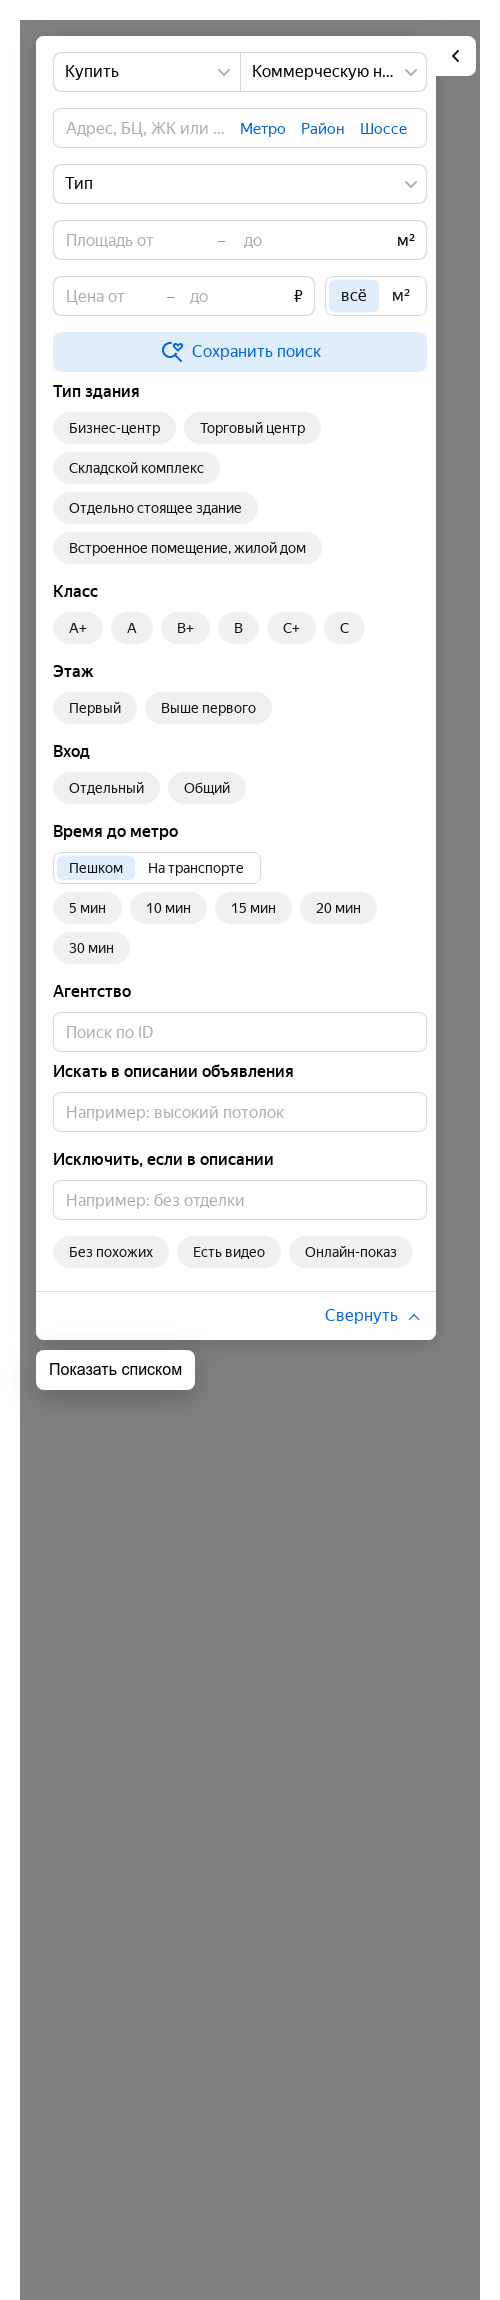 Купить Коммерческую н...
Адрес, БЦ, ЖК или ... Метро Район Шоссе
Тип
Площадь от – до м²
Цена от – до ₽ всё м²
Сохранить поиск
Тип здания
Бизнес-центр Торговый центр
Складской комплекс
Отдельно стоящее здание
Встроенное помещение, жилой дом
Класс
A+ A B+ B C+ C
Этаж
Первый Выше первого
Вход
Отдельный Общий
Время до метро
Пешком На транспорте
5 мин 10 мин 15 мин 20 мин
30 мин
Агентство
Поиск по ID
Искать в описании объявления
Например: высокий потолок
Исключить, если в описании
Например: без отделки
Без похожих Есть видео Онлайн-показ
Свернуть
Показать списком